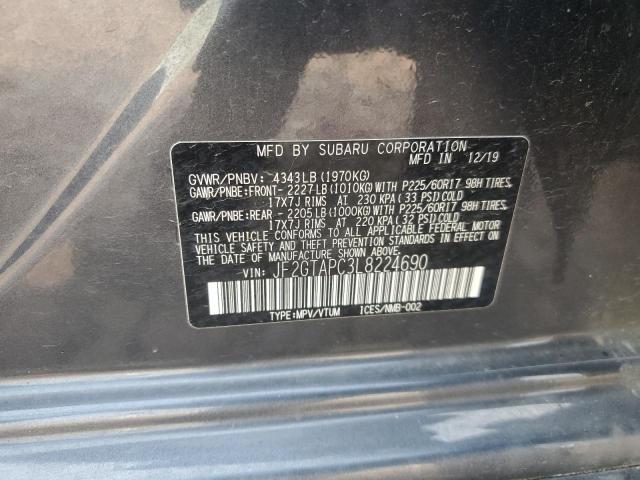 MFD BY SUBARU CORPORATION
MFD. IN 12/19
GVWR/PNBV: 4343LB(1970KG)
GAWR/PNBE:FRONT- 2227LB(1010KG)WITH P225/60R17 98H TIRES,
17X7J RIMS AT 230 KPA(33 PSI)COLD
GAWR/PNBE:REAR - 2205LB(1000KG)WITH P225/60R17 98H TIRES,
17X7J RIMS AT 220 KPA(32 PSI)COLD
THIS VEHICLE CONFORMS TO ALL APPLICABLE FEDERAL MOTOR
VEHICLE SAFETY AND THEFT PREVENTION STANDARDS IN EFFECT ON
THE DATE OF MANUFACTURE SHOWN ABOVE.
VIN: JF2GTAPC3L8224690
TYPE:MPV/VTUM ICES/NMB-002